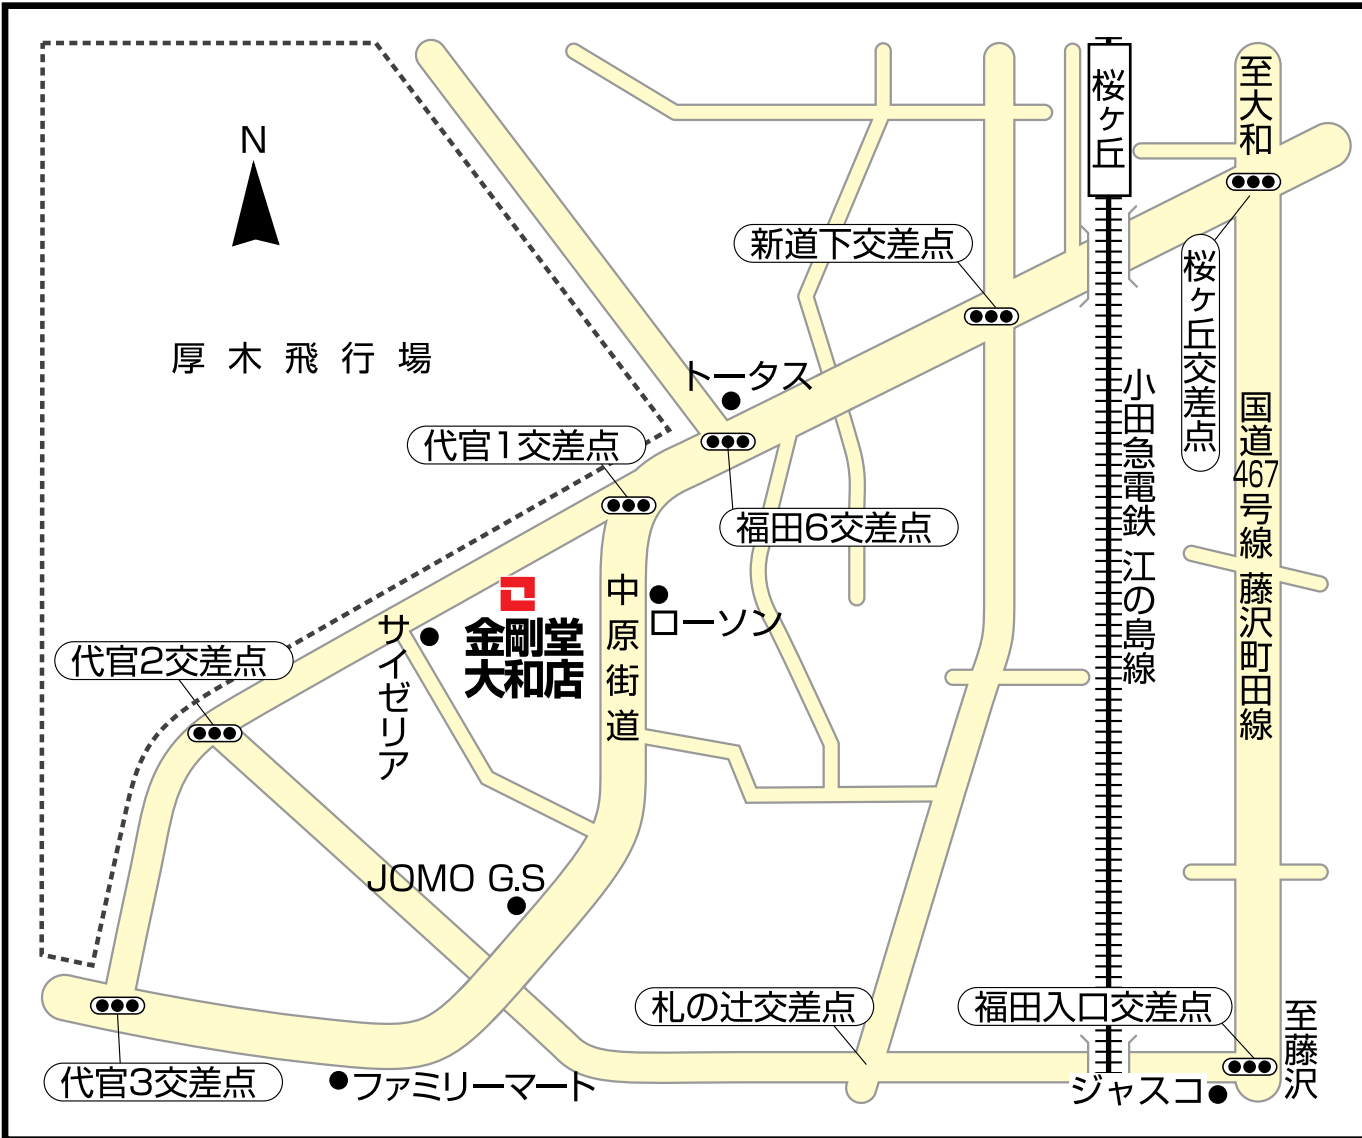 N
桜ヶ丘
至大和
新道下交差点
桜ヶ丘交差点
厚木飛行場
トータス
代官1交差点
福田6交差点
小田急電鉄 江の島線
国道467号線 藤沢町田線
中原街道
ローソン
サイゼリア
金剛堂
大和店
代官2交差点
JOMO G.S
札の辻交差点
福田入口交差点
至藤沢
代官3交差点
ファミリーマート
ジャスコ